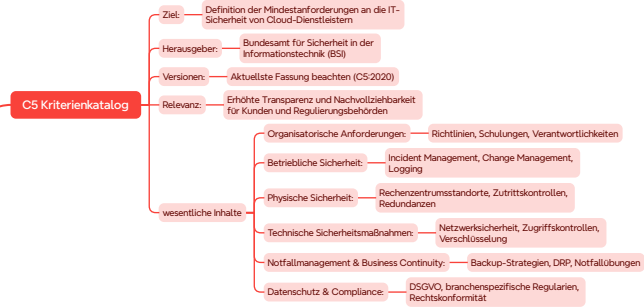 C5 Kriterienkatalog
Ziel:
Definition der Mindestanforderungen an die IT-
Sicherheit von Cloud-Dienstleistern
Herausgeber:
Bundesamt für Sicherheit in der
Informationstechnik (BSI)
Versionen:
Aktuellste Fassung beachten (C5:2020)
Relevanz:
Erhöhte Transparenz und Nachvollziehbarkeit
für Kunden und Regulierungsbehörden
wesentliche Inhalte
Organisatorische Anforderungen:
Richtlinien, Schulungen, Verantwortlichkeiten
Betriebliche Sicherheit:
Incident Management, Change Management,
Logging
Physische Sicherheit:
Rechenzentrumsstandorte, Zutrittskontrollen,
Redundanzen
Technische Sicherheitsmaßnahmen:
Netzwerksicherheit, Zugriffskontrollen,
Verschlüsselung
Notfallmanagement & Business Continuity:
Backup-Strategien, DRP, Notfallübungen
Datenschutz & Compliance:
DSGVO, branchenspezifische Regularien,
Rechtskonformität